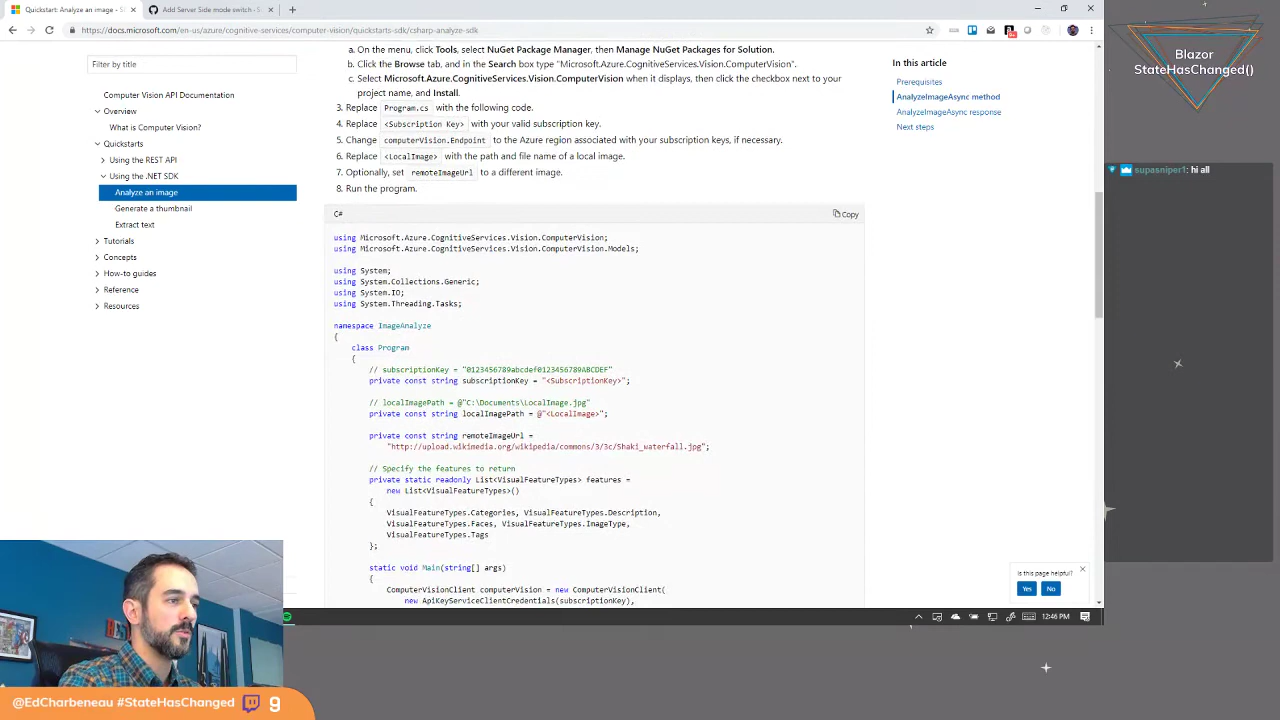 Quickstart: Analyze an image - S
Add Server Side mode switch · S
https://docs.microsoft.com/en-us/azure/cognitive-services/computer-vision/quickstarts-sdk/csharp-analyze-sdk
Filter by title
Computer Vision API Documentation
Overview
What is Computer Vision?
Quickstarts
Using the REST API
Using the .NET SDK
Analyze an image
Generate a thumbnail
Extract text
Tutorials
Concepts
How-to guides
Reference
Resources
a. On the menu, click Tools, select NuGet Package Manager, then Manage NuGet Packages for Solution.
b. Click the Browse tab, and in the Search box type "Microsoft.Azure.CognitiveServices.Vision.ComputerVision".
c. Select Microsoft.Azure.CognitiveServices.Vision.ComputerVision when it displays, then click the checkbox next to your
project name, and Install.
3. Replace Program.cs with the following code.
4. Replace <Subscription Key> with your valid subscription key.
5. Change computerVision.Endpoint to the Azure region associated with your subscription keys, if necessary.
6. Replace <LocalImage> with the path and file name of a local image.
7. Optionally, set remoteImageUrl to a different image.
8. Run the program.
C#
Copy
using Microsoft.Azure.CognitiveServices.Vision.ComputerVision;
using Microsoft.Azure.CognitiveServices.Vision.ComputerVision.Models;
using System;
using System.Collections.Generic;
using System.IO;
using System.Threading.Tasks;
namespace ImageAnalyze
{
class Program
{
// subscriptionKey = "0123456789abcdef0123456789ABCDEF"
private const string subscriptionKey = "<SubscriptionKey>";
// localImagePath = @"C:\Documents\LocalImage.jpg"
private const string localImagePath = @"<LocalImage>";
private const string remoteImageUrl =
"http://upload.wikimedia.org/wikipedia/commons/3/3c/Shaki_waterfall.jpg";
// Specify the features to return
private static readonly List<VisualFeatureTypes> features =
new List<VisualFeatureTypes>()
{
VisualFeatureTypes.Categories, VisualFeatureTypes.Description,
VisualFeatureTypes.Faces, VisualFeatureTypes.ImageType,
VisualFeatureTypes.Tags
};
static void Main(string[] args)
{
ComputerVisionClient computerVision = new ComputerVisionClient(
new ApiKeyServiceClientCredentials(subscriptionKey),
In this article
Prerequisites
AnalyzeImageAsync method
AnalyzeImageAsync response
Next steps
Is this page helpful?
Yes
No
12:46 PM
Blazor
StateHasChanged()
supasniper1: hi all
@EdCharbeneau #StateHasChanged 9